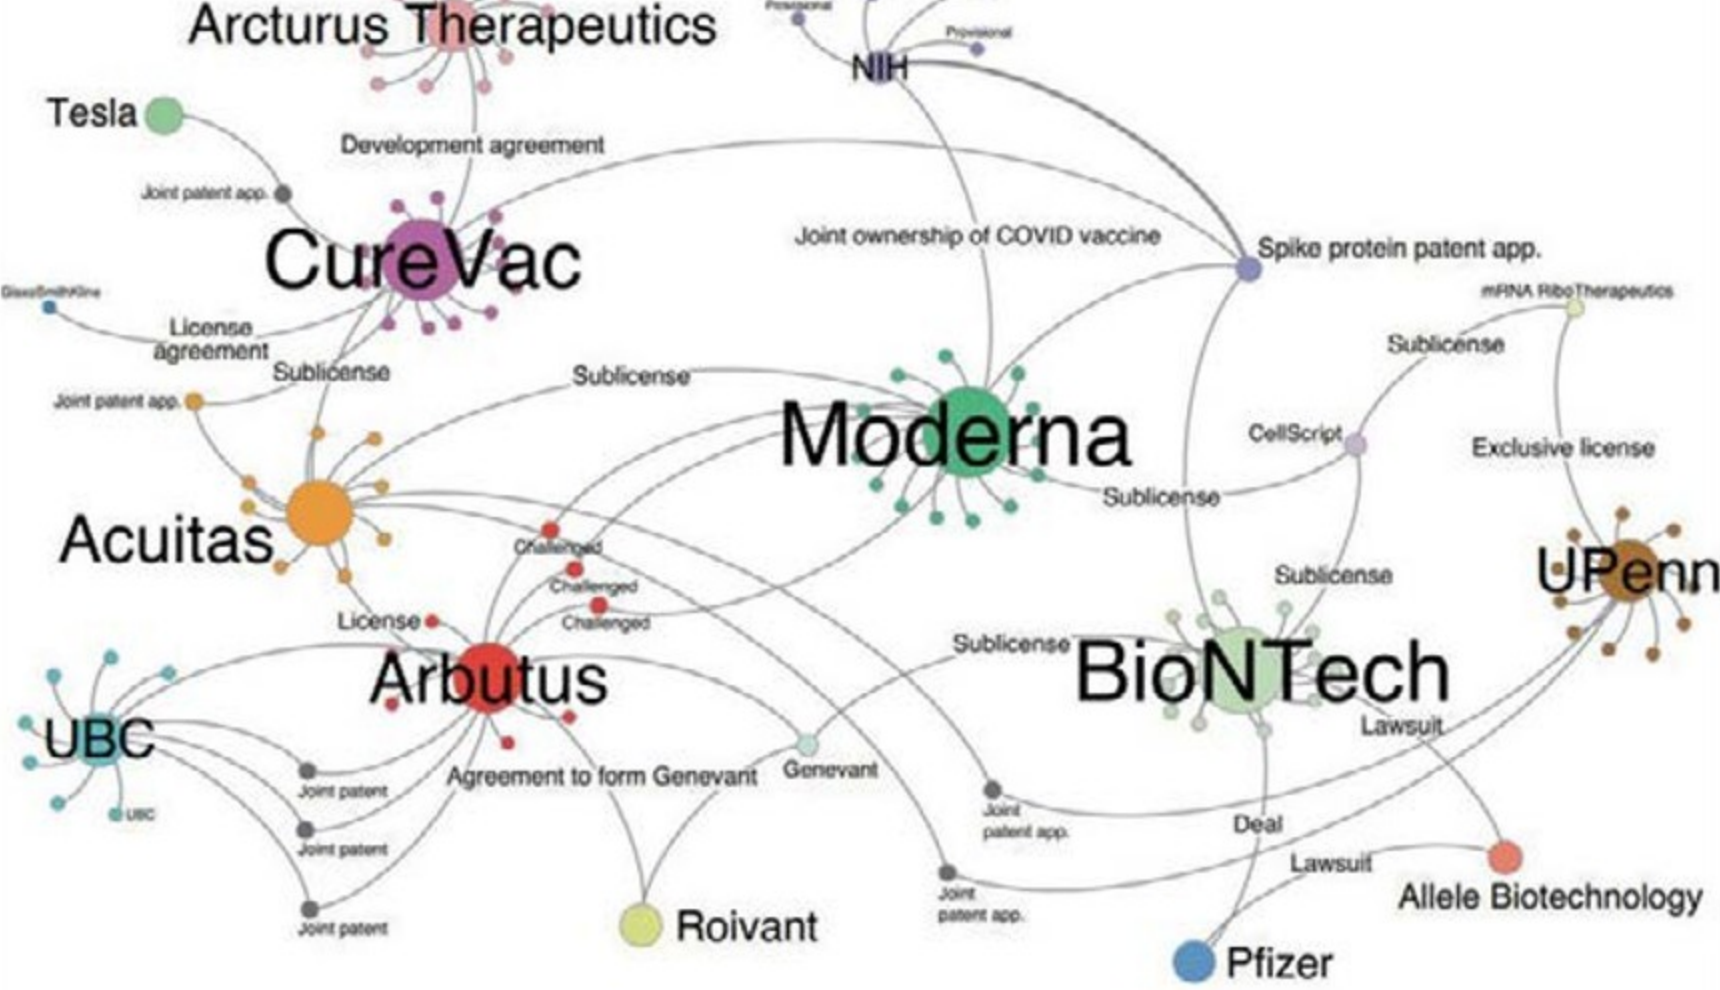 Provisional
Arcturus Therapeutics
Provisional
NIH
Tesla
Development agreement
Joint patent app.
Joint ownership of COVID vaccine
Spike protein patent app.
CureVac
GlaxoSmithKline
mRNA RiboTherapeutics
License
agreement
Sublicense
Sublicense
Sublicense
Joint patent app.
Moderna
CellScript
Exclusive license
Sublicense
Acuitas
Challenged
UPenn
Sublicense
Challenged
License
Challenged
Sublicense
Arbutus
BioNTech
UBC
Lawsuit
Agreement to form Genevant
Genevant
Joint patent
UBC
Joint
patent app.
Deal
Joint patent
Lawsuit
Joint
patent app.
Allele Biotechnology
Joint patent
Roivant
Pfizer